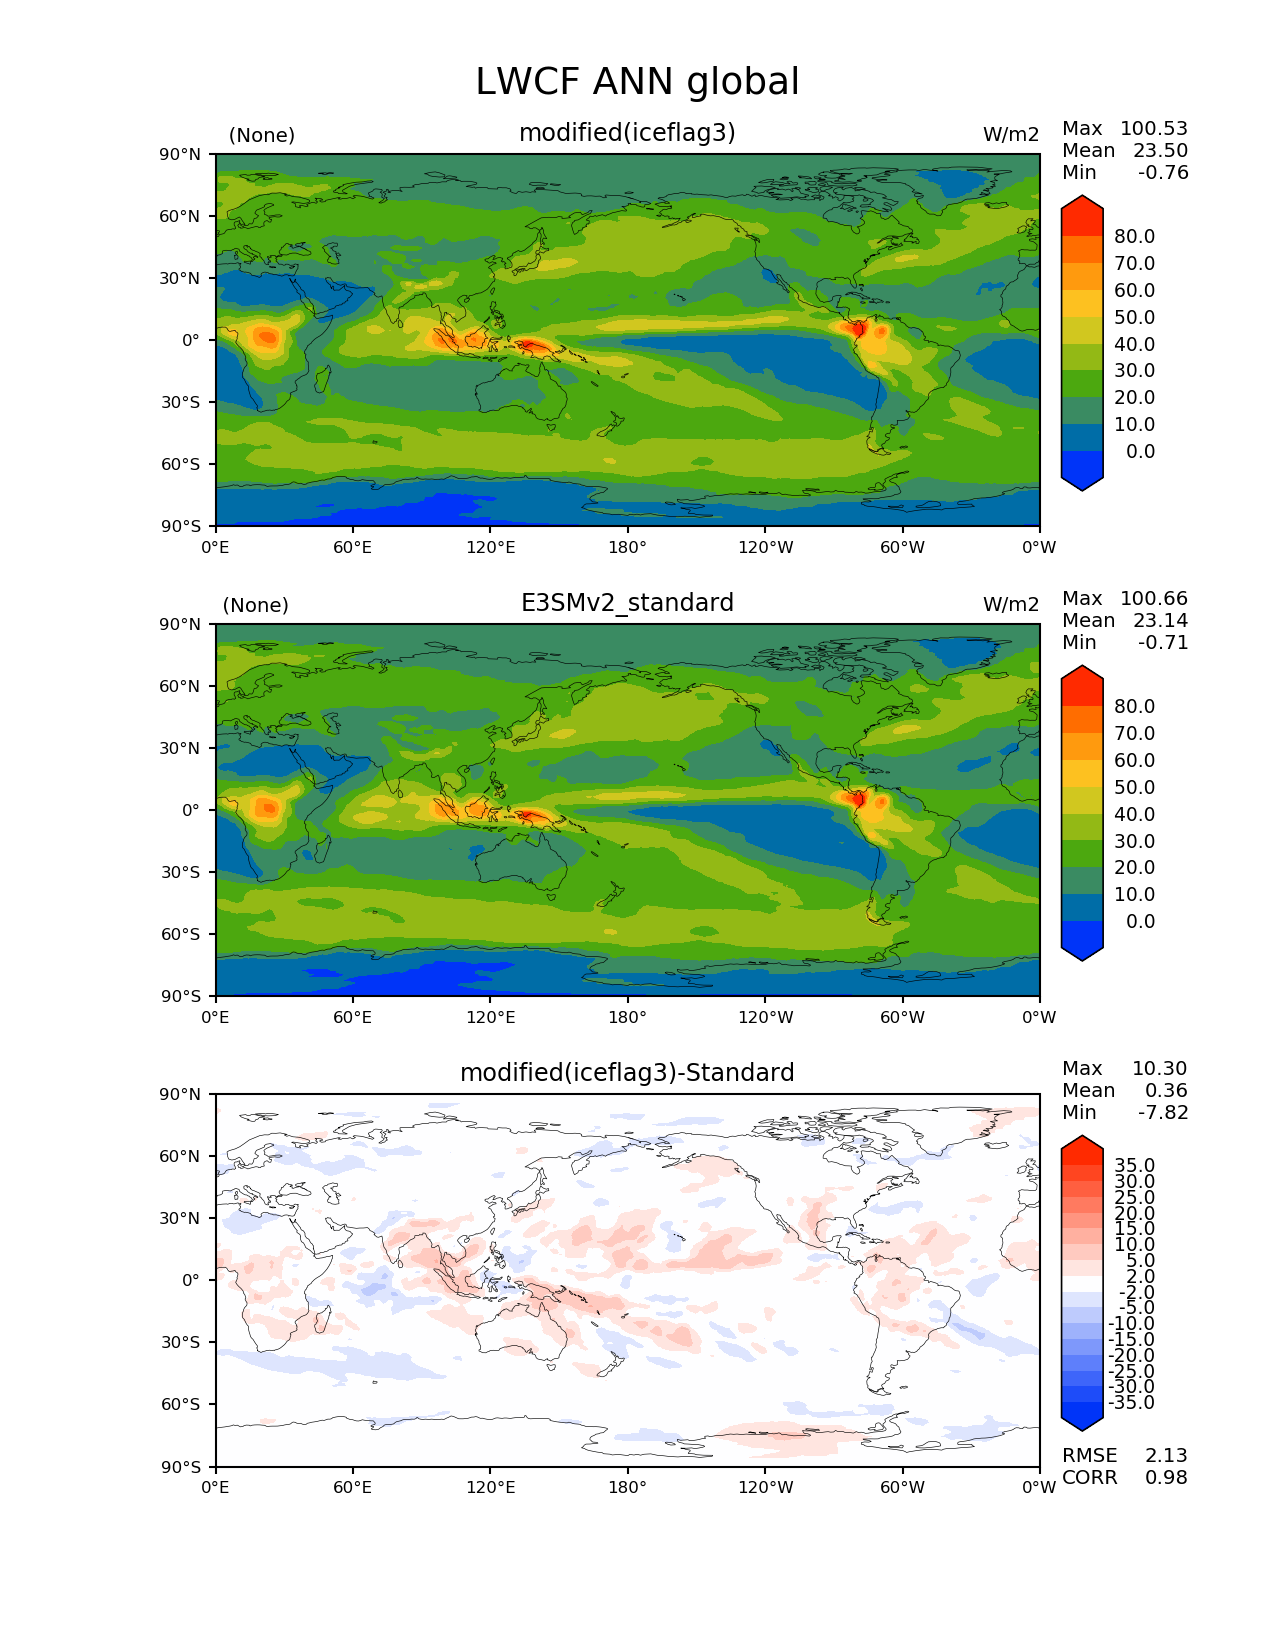 LWCF ANN global
(None) modified(iceflag3) W/m2
Max 100.53
Mean 23.50
Min -0.76
90°N
60°N
30°N
0°
30°S
60°S
90°S
0°E 60°E 120°E 180° 120°W 60°W 0°W
80.0
70.0
60.0
50.0
40.0
30.0
20.0
10.0
0.0
(None) E3SMv2_standard W/m2
Max 100.66
Mean 23.14
Min -0.71
90°N
60°N
30°N
0°
30°S
60°S
90°S
0°E 60°E 120°E 180° 120°W 60°W 0°W
80.0
70.0
60.0
50.0
40.0
30.0
20.0
10.0
0.0
modified(iceflag3)-Standard
Max 10.30
Mean 0.36
Min -7.82
90°N
60°N
30°N
0°
30°S
60°S
90°S
0°E 60°E 120°E 180° 120°W 60°W 0°W
35.0
30.0
25.0
20.0
15.0
10.0
5.0
2.0
-2.0
-5.0
-10.0
-15.0
-20.0
-25.0
-30.0
-35.0
RMSE 2.13
CORR 0.98